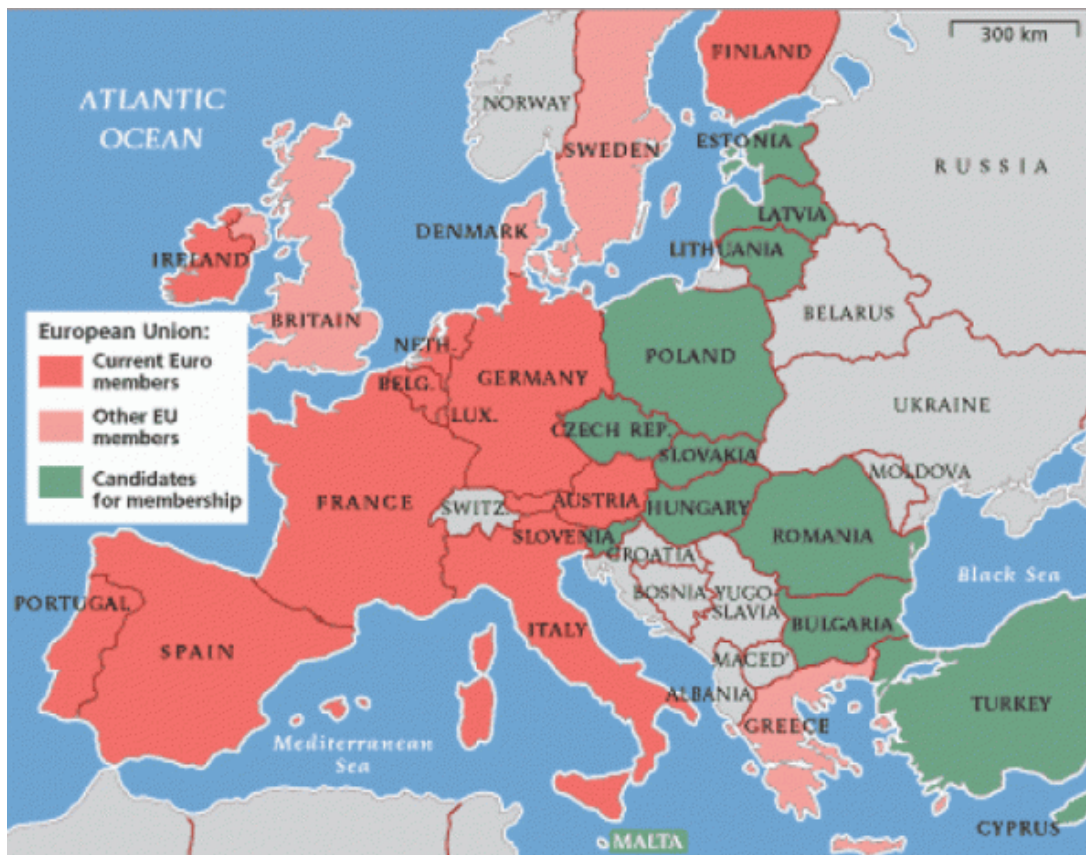 300 km
FINLAND
ATLANTIC
OCEAN
NORWAY
SWEDEN
ESTONIA
RUSSIA
LATVIA
DENMARK
LITHUANIA
IRELAND
BRITAIN
BELARUS
European Union:
Current Euro
members
Other EU
members
Candidates
for membership
NETH.
POLAND
BELG.
GERMANY
LUX.
UKRAINE
CZECH REP.
SLOVAKIA
MOLDOVA
FRANCE
SWITZ.
AUSTRIA
HUNGARY
SLOVENIA
ROMANIA
CROATIA
Black Sea
BOSNIA
YUGO-
SLAVIA
PORTUGAL
BULGARIA
ITALY
SPAIN
MACED'
ALBANIA
TURKEY
GREECE
Mediterranean
Sea
CYPRUS
MALTA